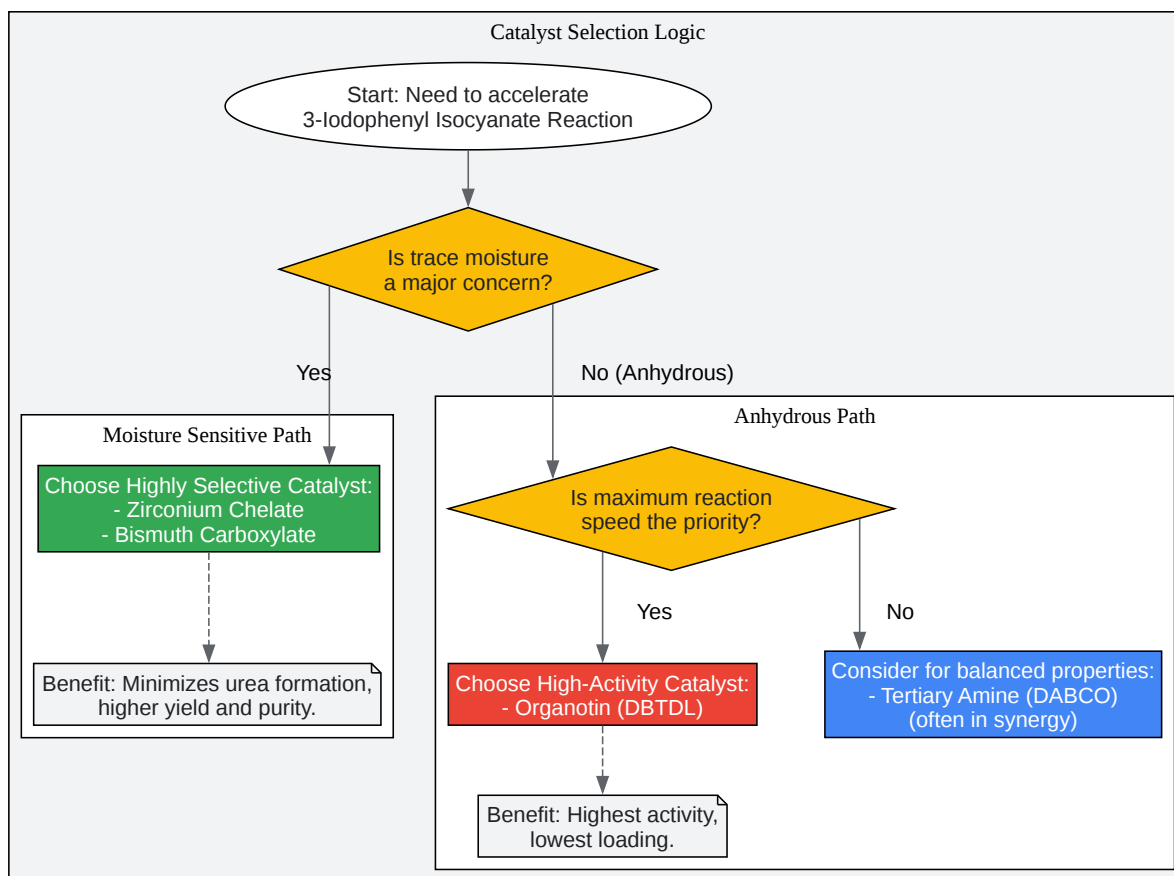 Catalyst Selection Logic
Start: Need to accelerate
3-Iodophenyl Isocyanate Reaction
Is trace moisture
a major concern?
Yes
No (Anhydrous)
Moisture Sensitive Path
Choose Highly Selective Catalyst:
- Zirconium Chelate
- Bismuth Carboxylate
Benefit: Minimizes urea formation,
higher yield and purity.
Anhydrous Path
Is maximum reaction
speed the priority?
Yes
No
Choose High-Activity Catalyst:
- Organotin (DBTDL)
Consider for balanced properties:
- Tertiary Amine (DABCO)
(often in synergy)
Benefit: Highest activity,
lowest loading.